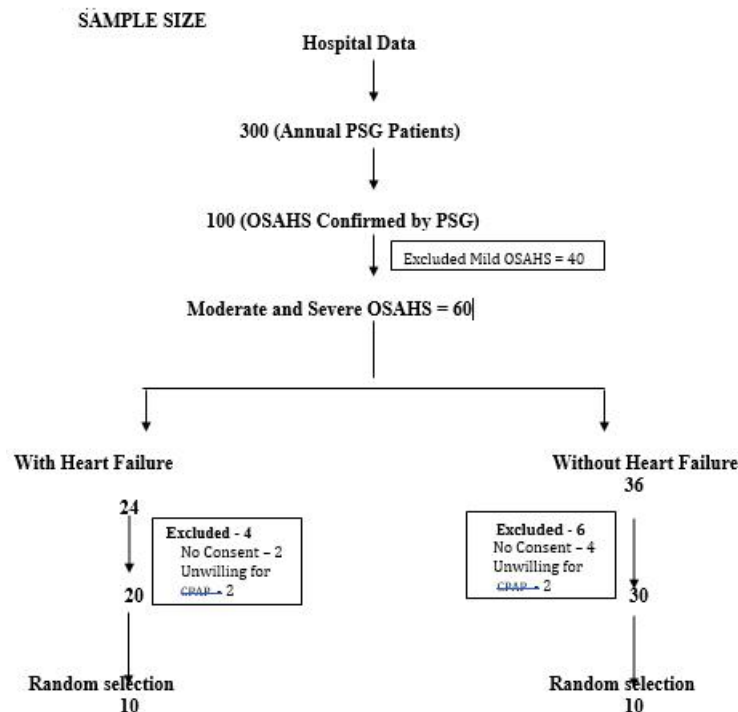 SAMPLE SIZE
Hospital Data
300 (Annual PSG Patients)
100 (OSAHS Confirmed by PSG)
Excluded Mild OSAHS = 40
Moderate and Severe OSAHS = 60
With Heart Failure
24
Excluded - 4
No Consent – 2
Unwilling for
CPAP - 2
20
Random selection
10
Without Heart Failure
36
Excluded - 6
No Consent – 4
Unwilling for
CPAP - 2
30
Random selection
10